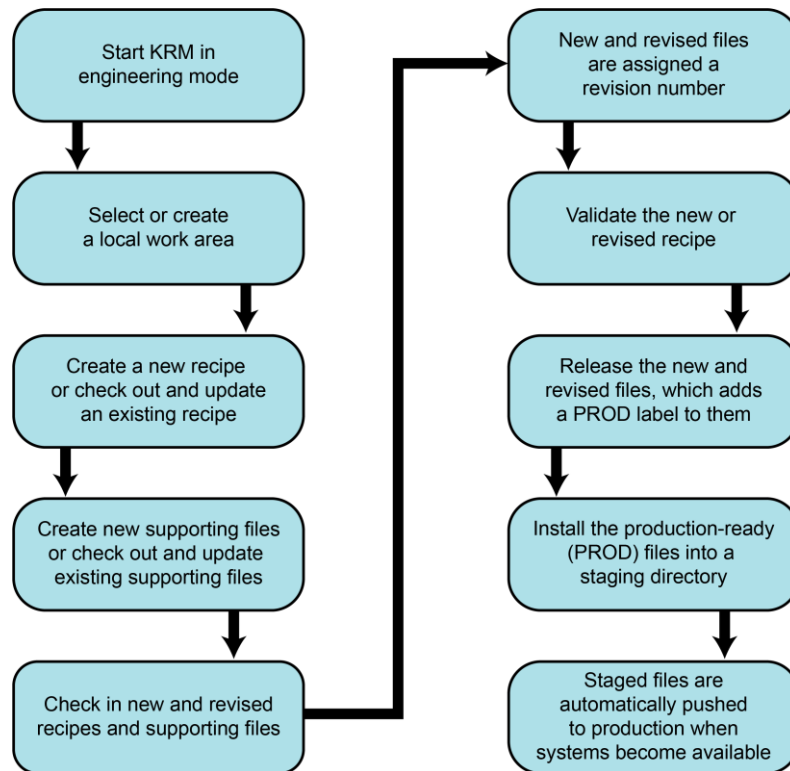 Start KRM in
engineering mode
Select or create
a local work area
Create a new recipe
or check out and update
an existing recipe
Create new supporting files
or check out and update
existing supporting files
Check in new and revised
recipes and supporting files
New and revised files
are assigned a
revision number
Validate the new or
revised recipe
Release the new and
revised files, which adds
a PROD label to them
Install the production-ready
(PROD) files into a
staging directory
Staged files are
automatically pushed
to production when
systems become available